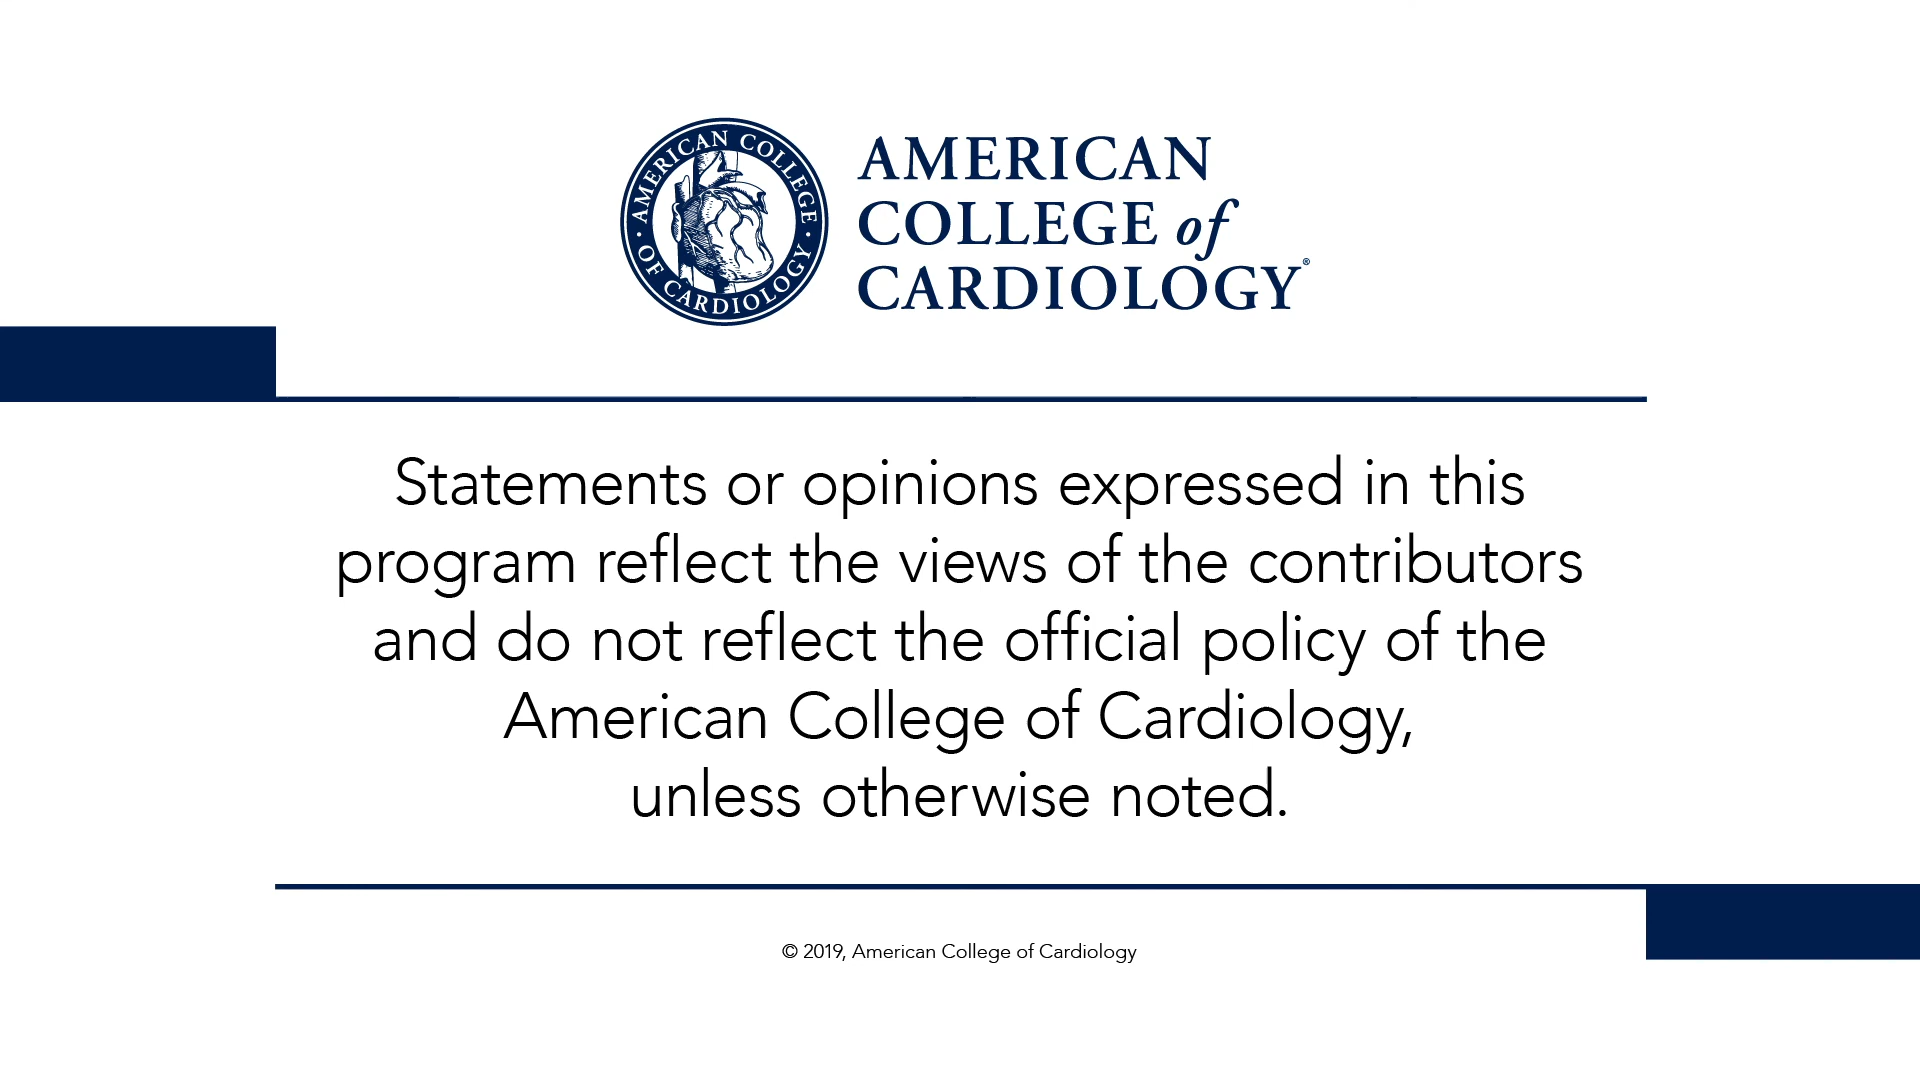 AMERICAN COLLEGE
· OF CARDIOLOGY ·
AMERICAN
COLLEGE of
CARDIOLOGY®
Statements or opinions expressed in this
program reflect the views of the contributors
and do not reflect the official policy of the
American College of Cardiology,
unless otherwise noted.
© 2019, American College of Cardiology